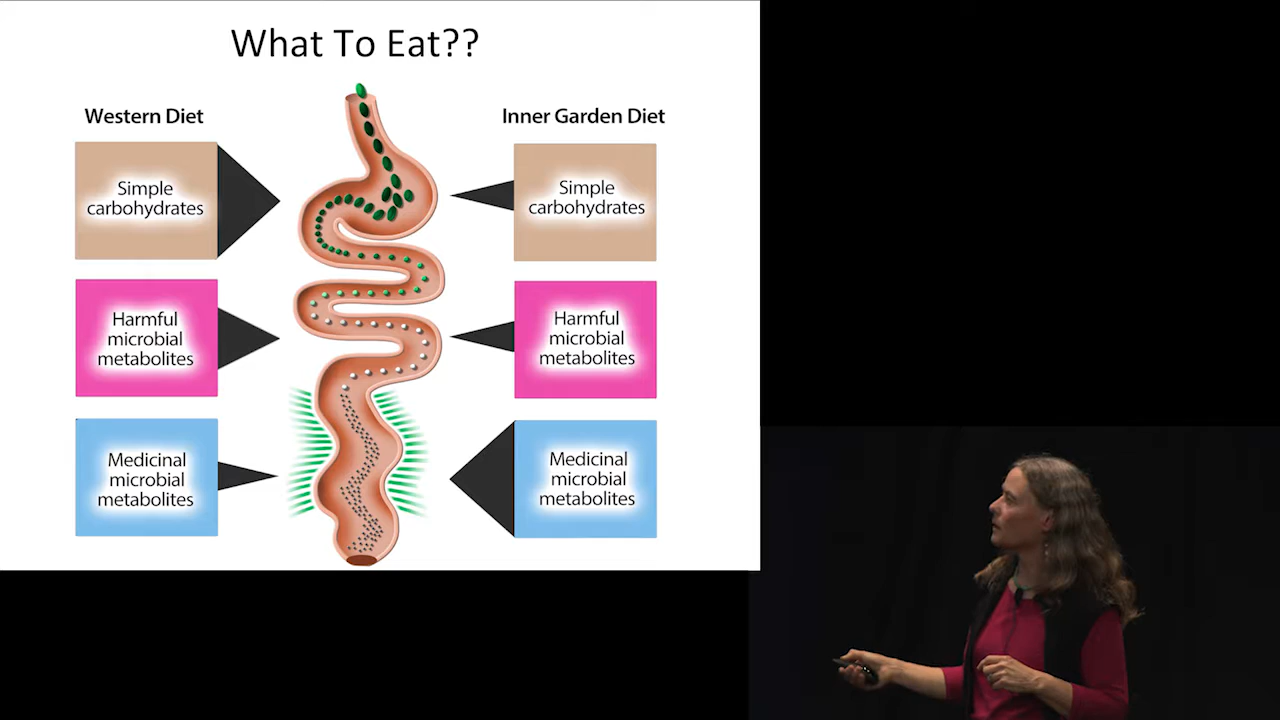 What To Eat??
Western Diet
Simple
carbohydrates
Harmful
microbial
metabolites
Medicinal
microbial
metabolites
Inner Garden Diet
Simple
carbohydrates
Harmful
microbial
metabolites
Medicinal
microbial
metabolites